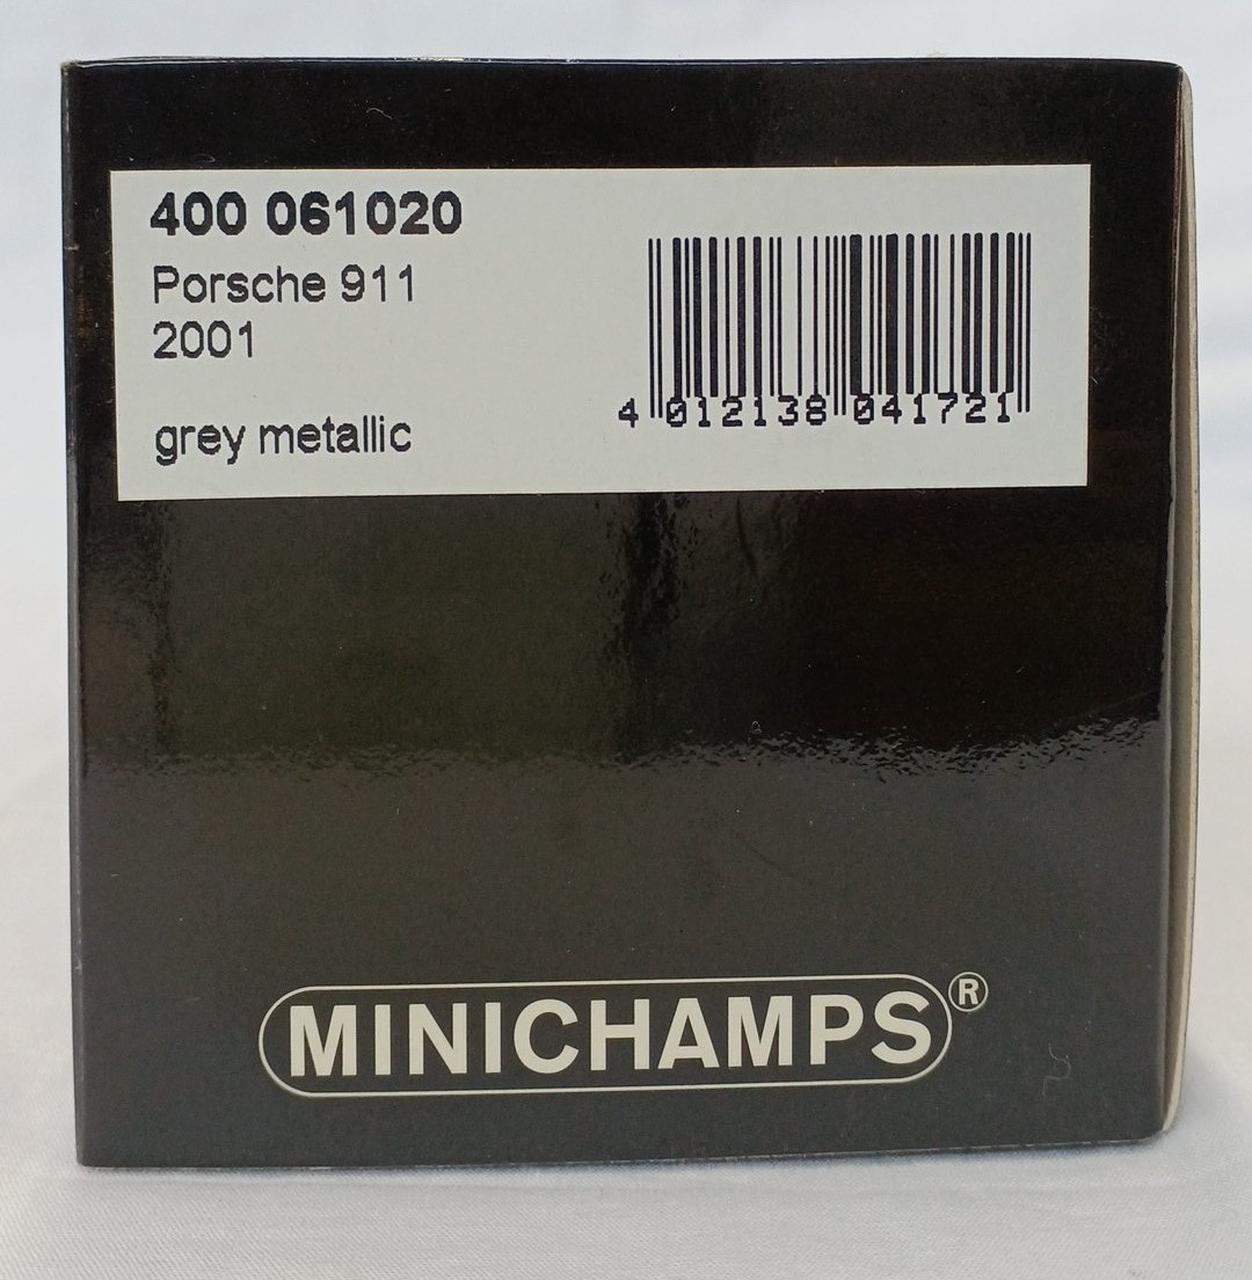 400 061020
Porsche 911
2001
grey metallic
4 012138 041721
MINICHAMPS®